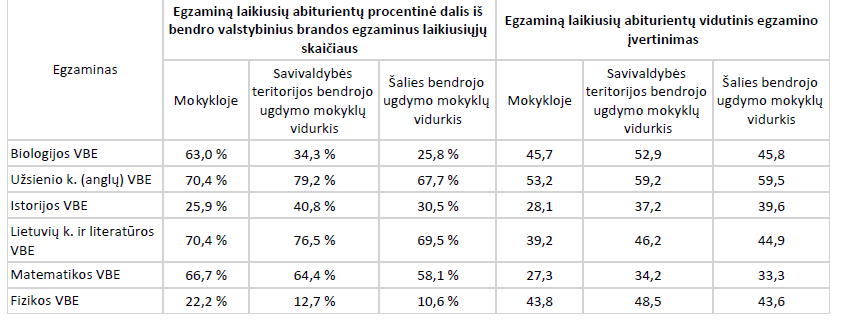 Egzaminas
Egzaminą laikiusių abiturientų procentinė dalis iš
bendro valstybinius brandos egzaminus laikiusiųjų
skaičiaus
Egzaminą laikiusių abiturientų vidutinis egzamino
įvertinimas
Mokykloje
Savivaldybės
teritorijos bendrojo
ugdymo mokyklų
vidurkis
Šalies bendrojo
ugdymo mokyklų
vidurkis
Mokykloje
Savivaldybės
teritorijos bendrojo
ugdymo mokyklų
vidurkis
Šalies bendrojo
ugdymo mokyklų
vidurkis
Biologijos VBE 63,0 % 34,3 % 25,8 % 45,7 52,9 45,8
Užsienio k. (anglų) VBE 70,4 % 79,2 % 67,7 % 53,2 59,2 59,5
Istorijos VBE 25,9 % 40,8 % 30,5 % 28,1 37,2 39,6
Lietuvių k. ir literatūros
VBE 70,4 % 76,5 % 69,5 % 39,2 46,2 44,9
Matematikos VBE 66,7 % 64,4 % 58,1 % 27,3 34,2 33,3
Fizikos VBE 22,2 % 12,7 % 10,6 % 43,8 48,5 43,6